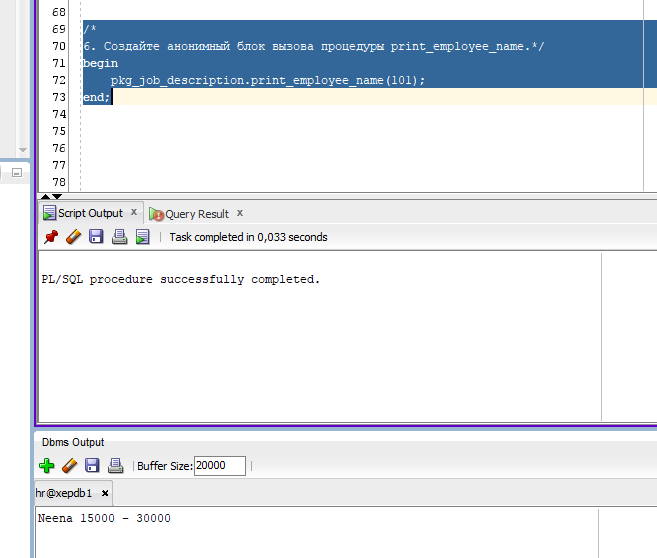 68
69 /*
70 6. Создайте анонимный блок вызова процедуры print_employee_name.*/
71 begin
72 pkg_job_description.print_employee_name(101);
73 end;
74
75
76
77
78
Script Output x Query Result x
Task completed in 0,033 seconds
PL/SQL procedure successfully completed.
Dbms Output
Buffer Size: 20000
hr@xepdb1 x
Neena 15000 - 30000